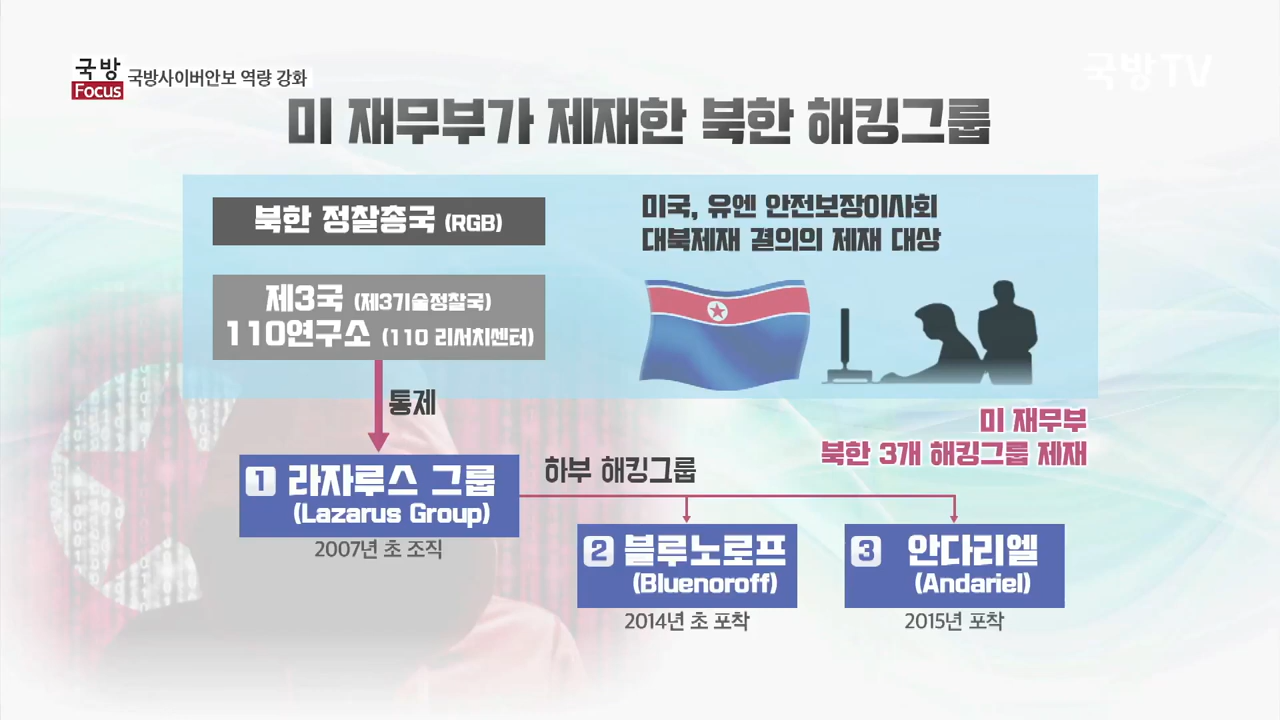 국방
Focus
국방사이버안보 역량 강화
국방TV
미 재무부가 제재한 북한 해킹그룹
북한 정찰총국 (RGB)
제3국 (제3기술정찰국)
110연구소 (110 리서치센터)
미국, 유엔 안전보장이사회
대북제재 결의의 제재 대상
통제
미 재무부
북한 3개 해킹그룹 제재
1 라자루스 그룹
(Lazarus Group)
2007년 초 조직
하부 해킹그룹
2 블루노로프
(Bluenoroff)
2014년 초 포착
3 안다리엘
(Andariel)
2015년 포착